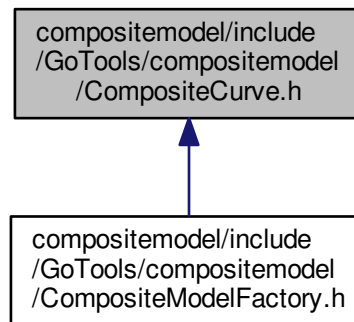 compositemodel/include
/GoTools/compositemodel
/CompositeCurve.h
compositemodel/include
/GoTools/compositemodel
/CompositeModelFactory.h